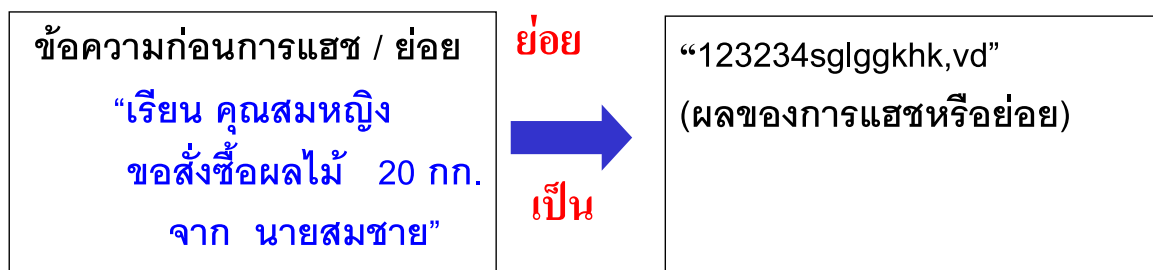 ข้อความก่อนการแฮช / ย่อย
“เรียน คุณสมหญิง
ขอสั่งซื้อผลไม้ 20 กก.
จาก นายสมชาย”
ย่อย
เป็น
“123234sglggkhk,vd”
(ผลของการแฮชหรือย่อย)